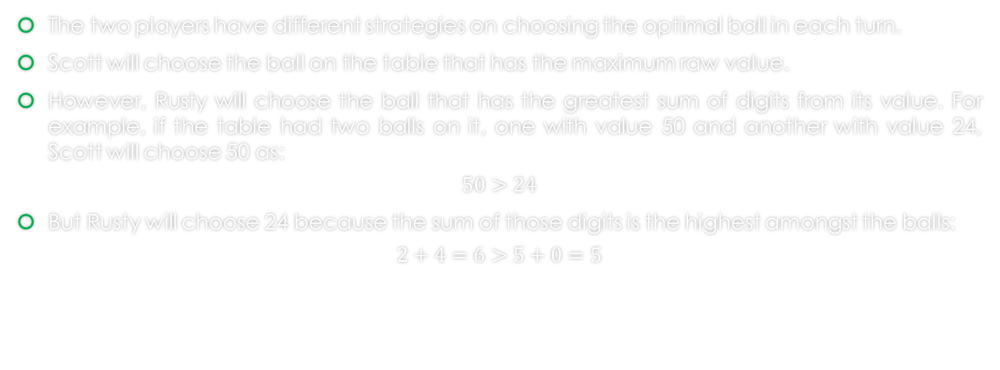 The two players have different strategies on choosing the optimal ball in each turn.
Scott will choose the ball on the table that has the maximum raw value.
However, Rusty will choose the ball that has the greatest sum of digits from its value. For
example, if the table had two balls on it, one with value 50 and another with value 24,
Scott will choose 50 as:
50 > 24
But Rusty will choose 24 because the sum of those digits is the highest amongst the balls:
2 + 4 = 6 > 5 + 0 = 5